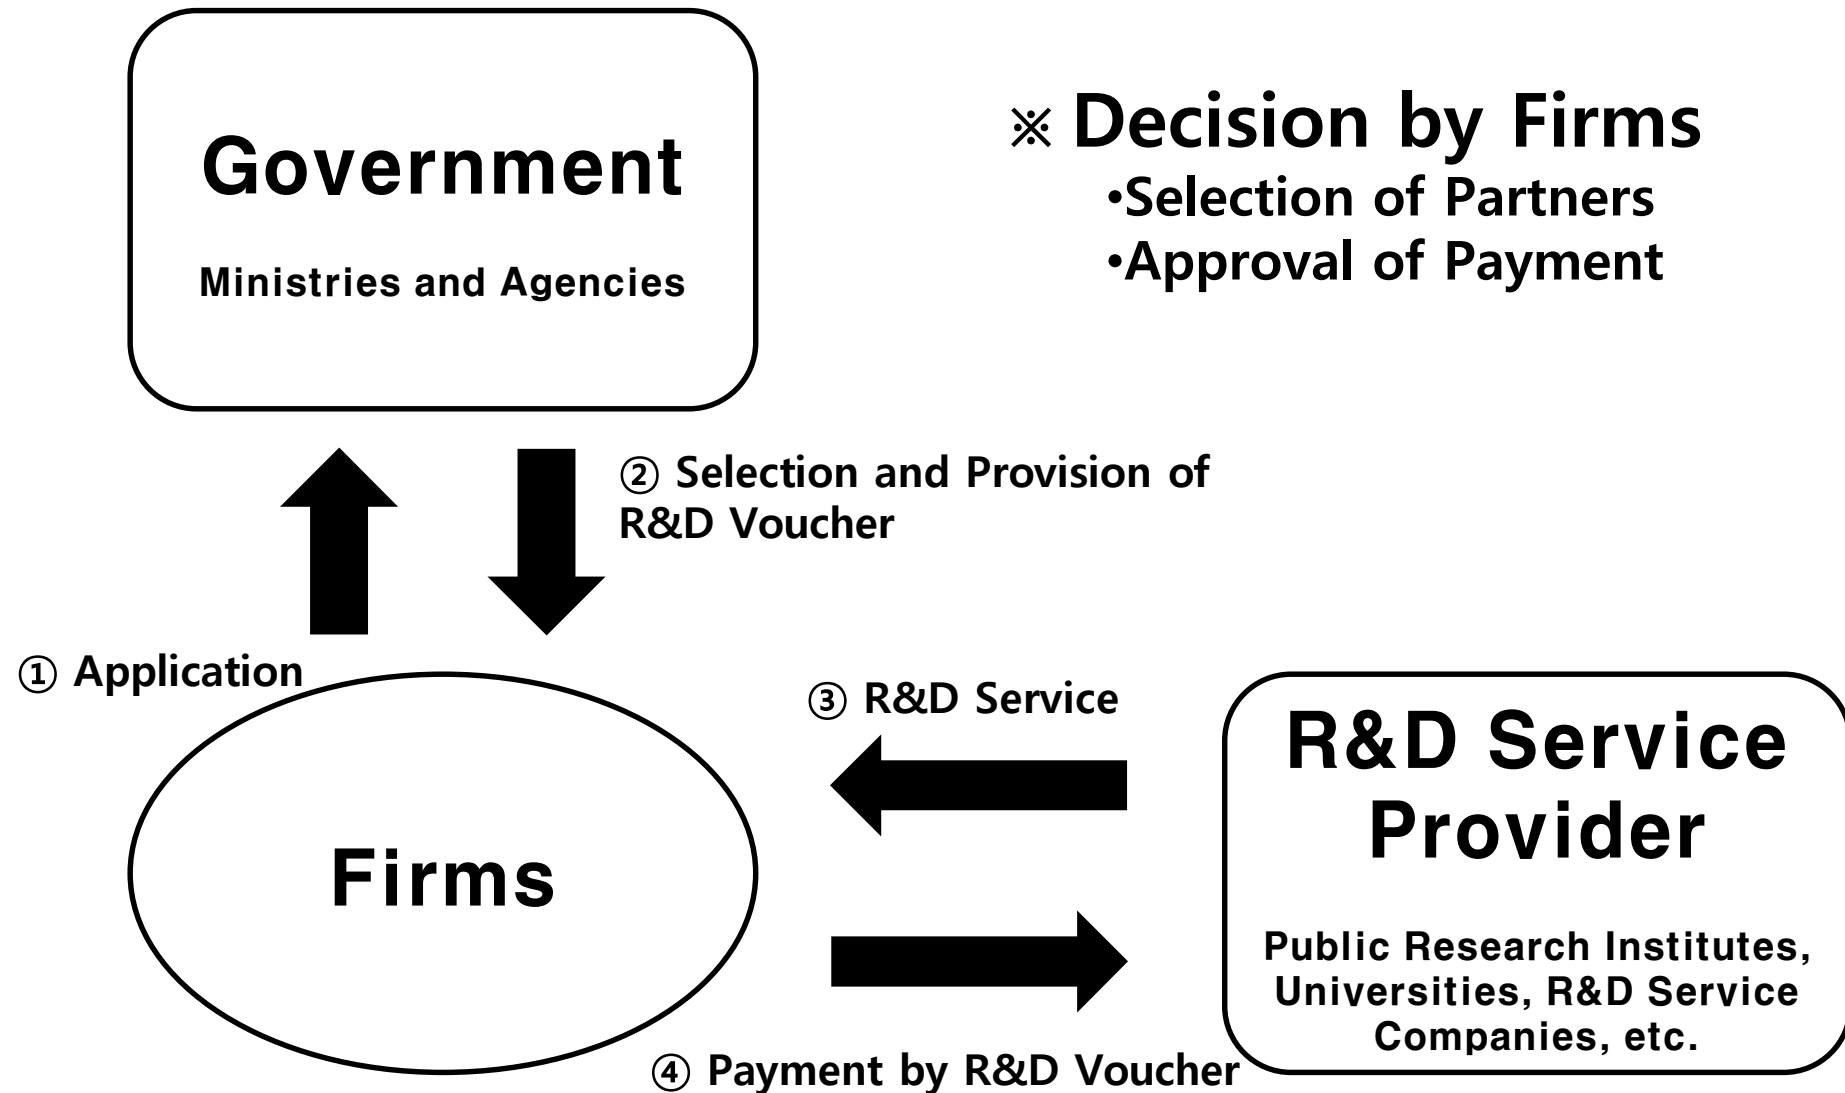 Government
Ministries and Agencies
※ Decision by Firms
•Selection of Partners
•Approval of Payment
② Selection and Provision of
R&D Voucher
① Application
Firms
③ R&D Service
④ Payment by R&D Voucher
R&D Service
Provider
Public Research Institutes,
Universities, R&D Service
Companies, etc.